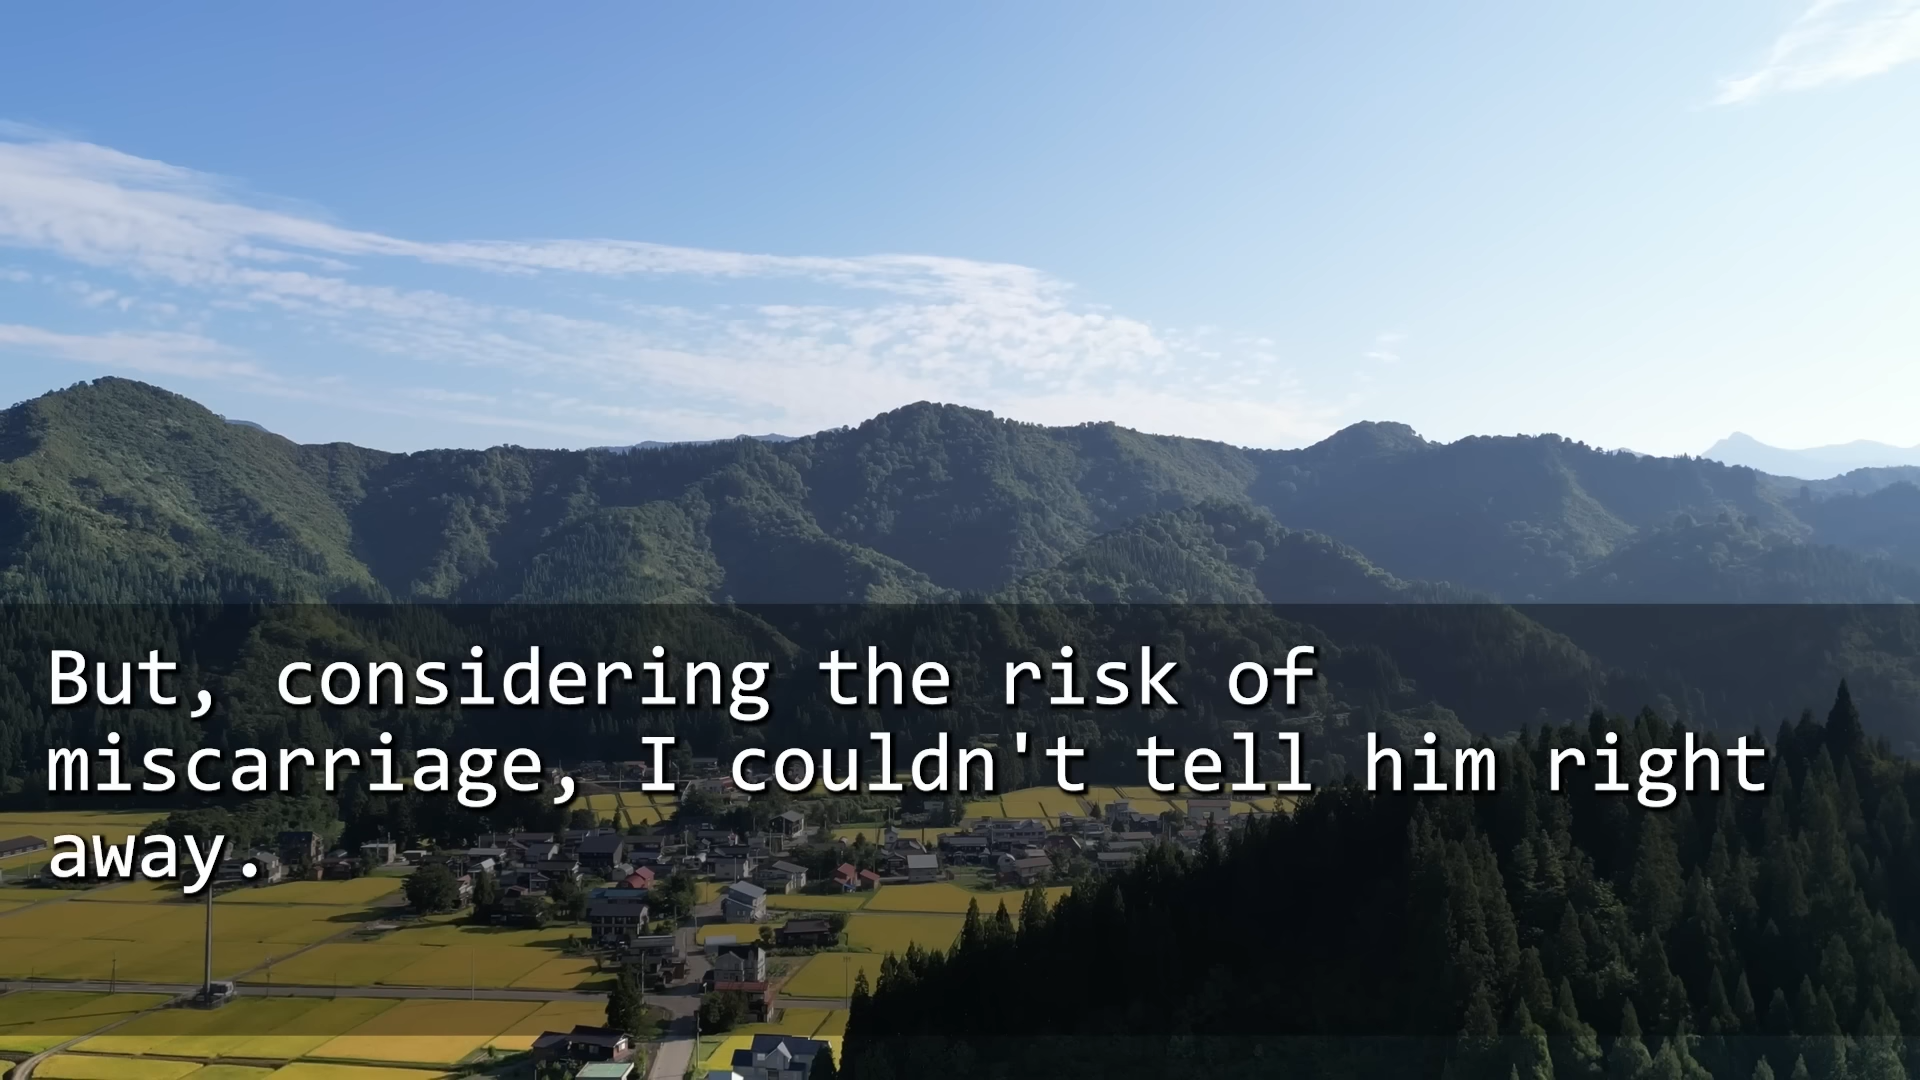 But, considering the risk of
miscarriage, I couldn't tell him right
away.